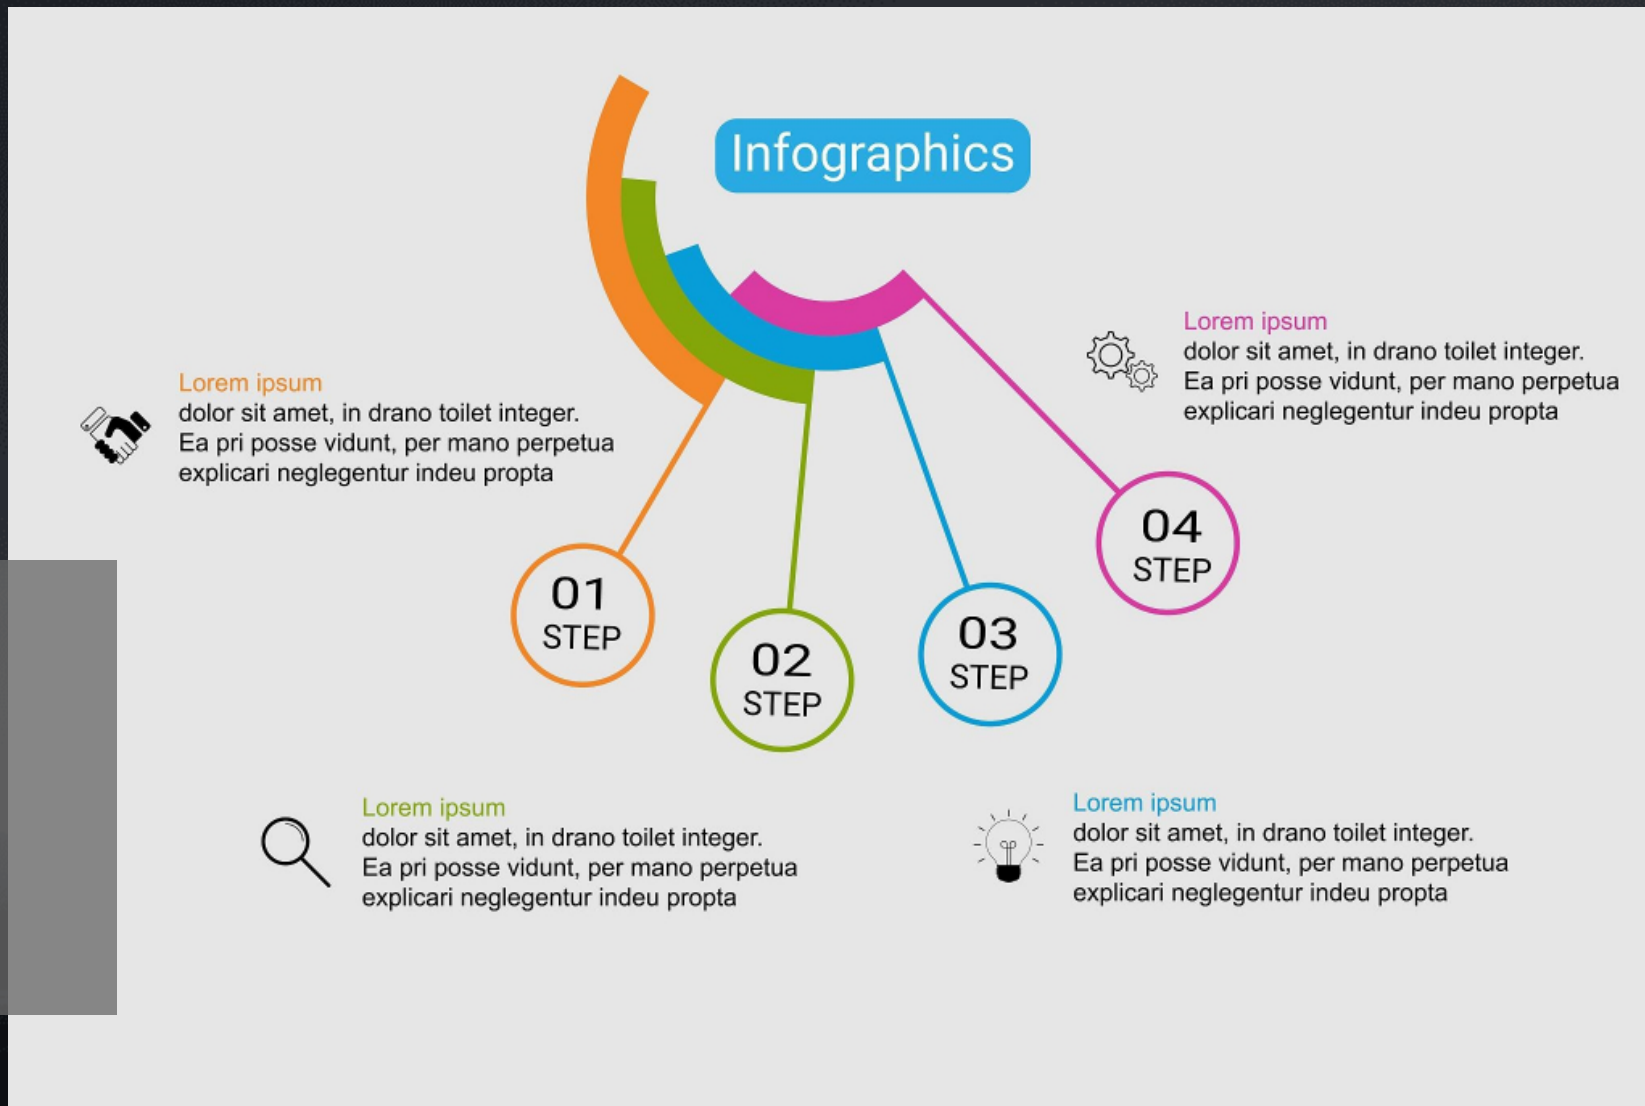 Infographics
Lorem ipsum
dolor sit amet, in drano toilet integer.
Ea pri posse vidunt, per mano perpetua
explicari neglegentur indeu propta
01
STEP
Lorem ipsum
dolor sit amet, in drano toilet integer.
Ea pri posse vidunt, per mano perpetua
explicari neglegentur indeu propta
02
STEP
Lorem ipsum
dolor sit amet, in drano toilet integer.
Ea pri posse vidunt, per mano perpetua
explicari neglegentur indeu propta
03
STEP
Lorem ipsum
dolor sit amet, in drano toilet integer.
Ea pri posse vidunt, per mano perpetua
explicari neglegentur indeu propta
04
STEP